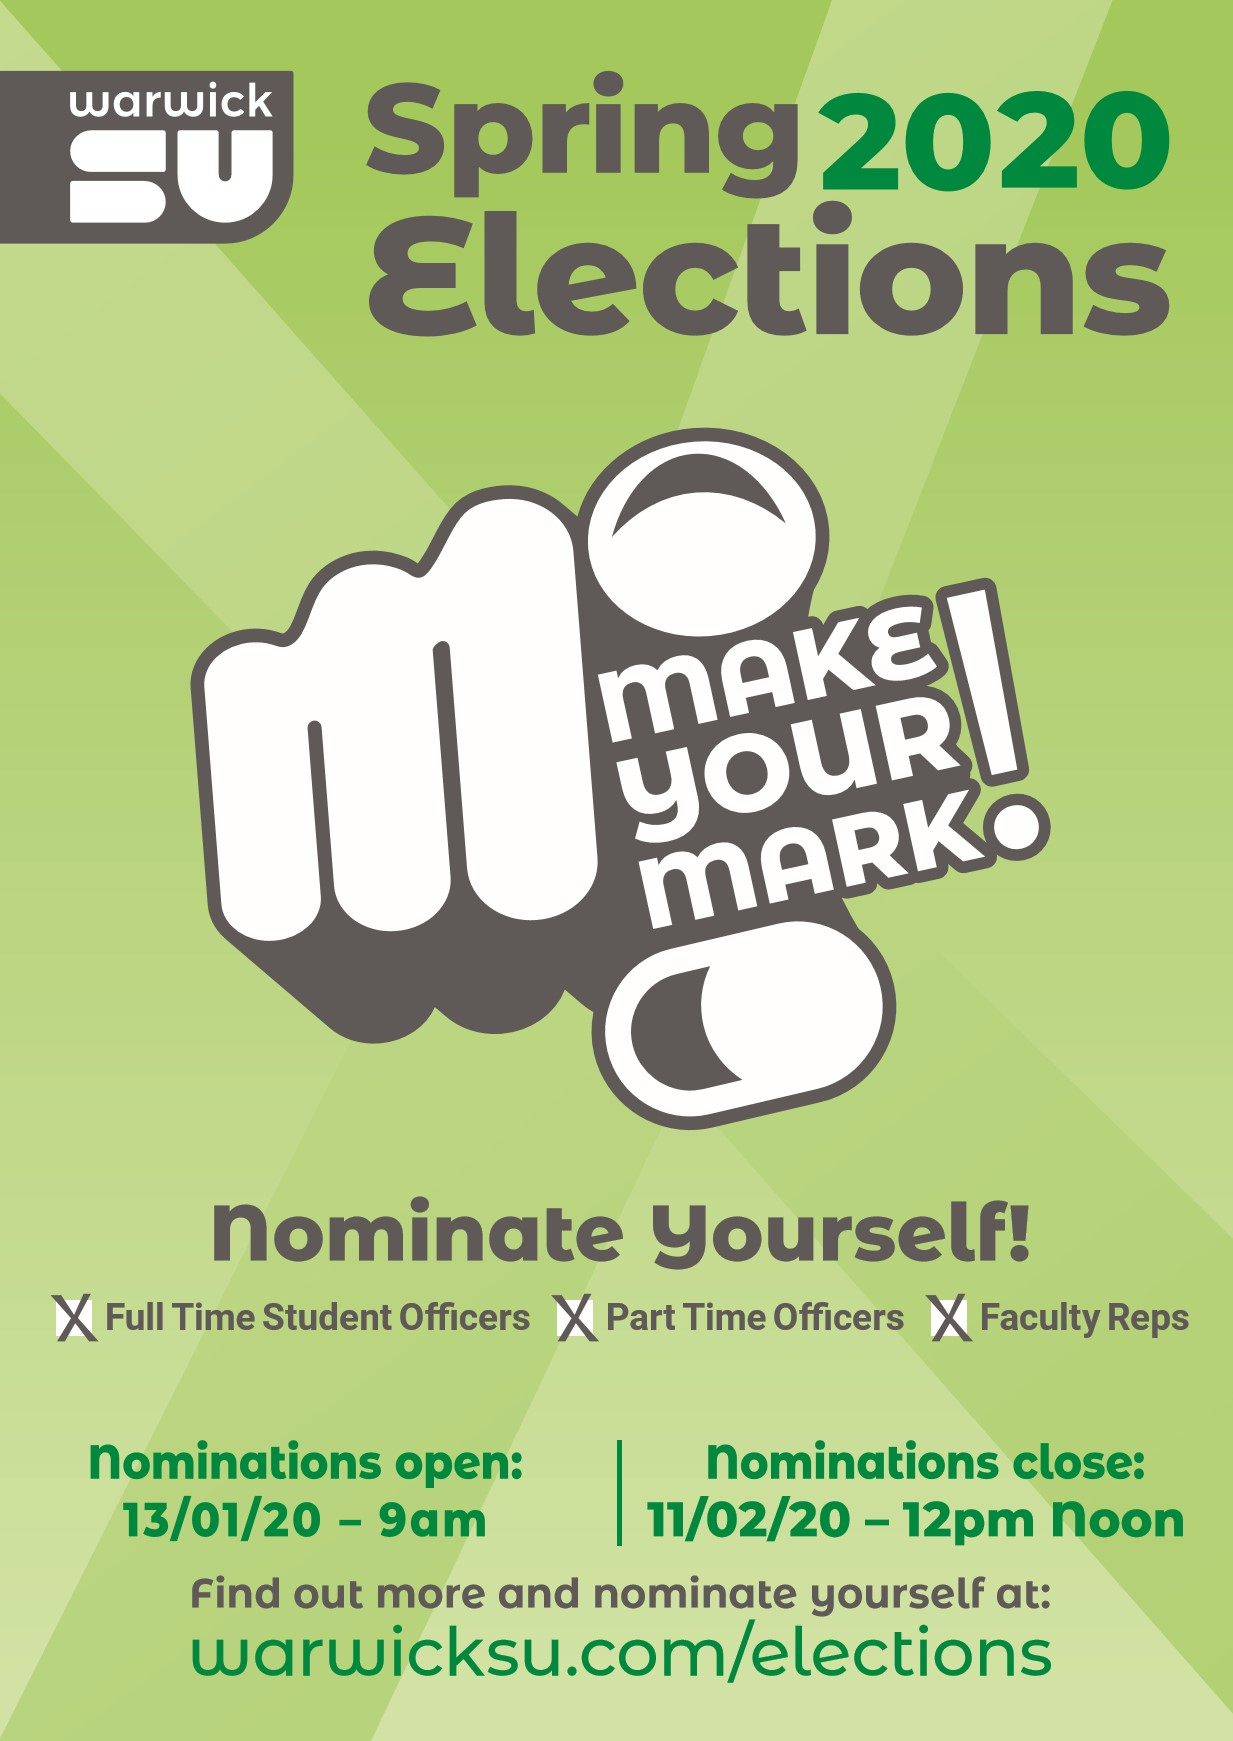 warwick
SU
Spring 2020
Elections
MAKE
YOUR
MARK!
Nominate Yourself!
X Full Time Student Officers X Part Time Officers X Faculty Reps
Nominations open:
13/01/20 – 9am
Nominations close:
11/02/20 – 12pm Noon
Find out more and nominate yourself at:
warwicksu.com/elections